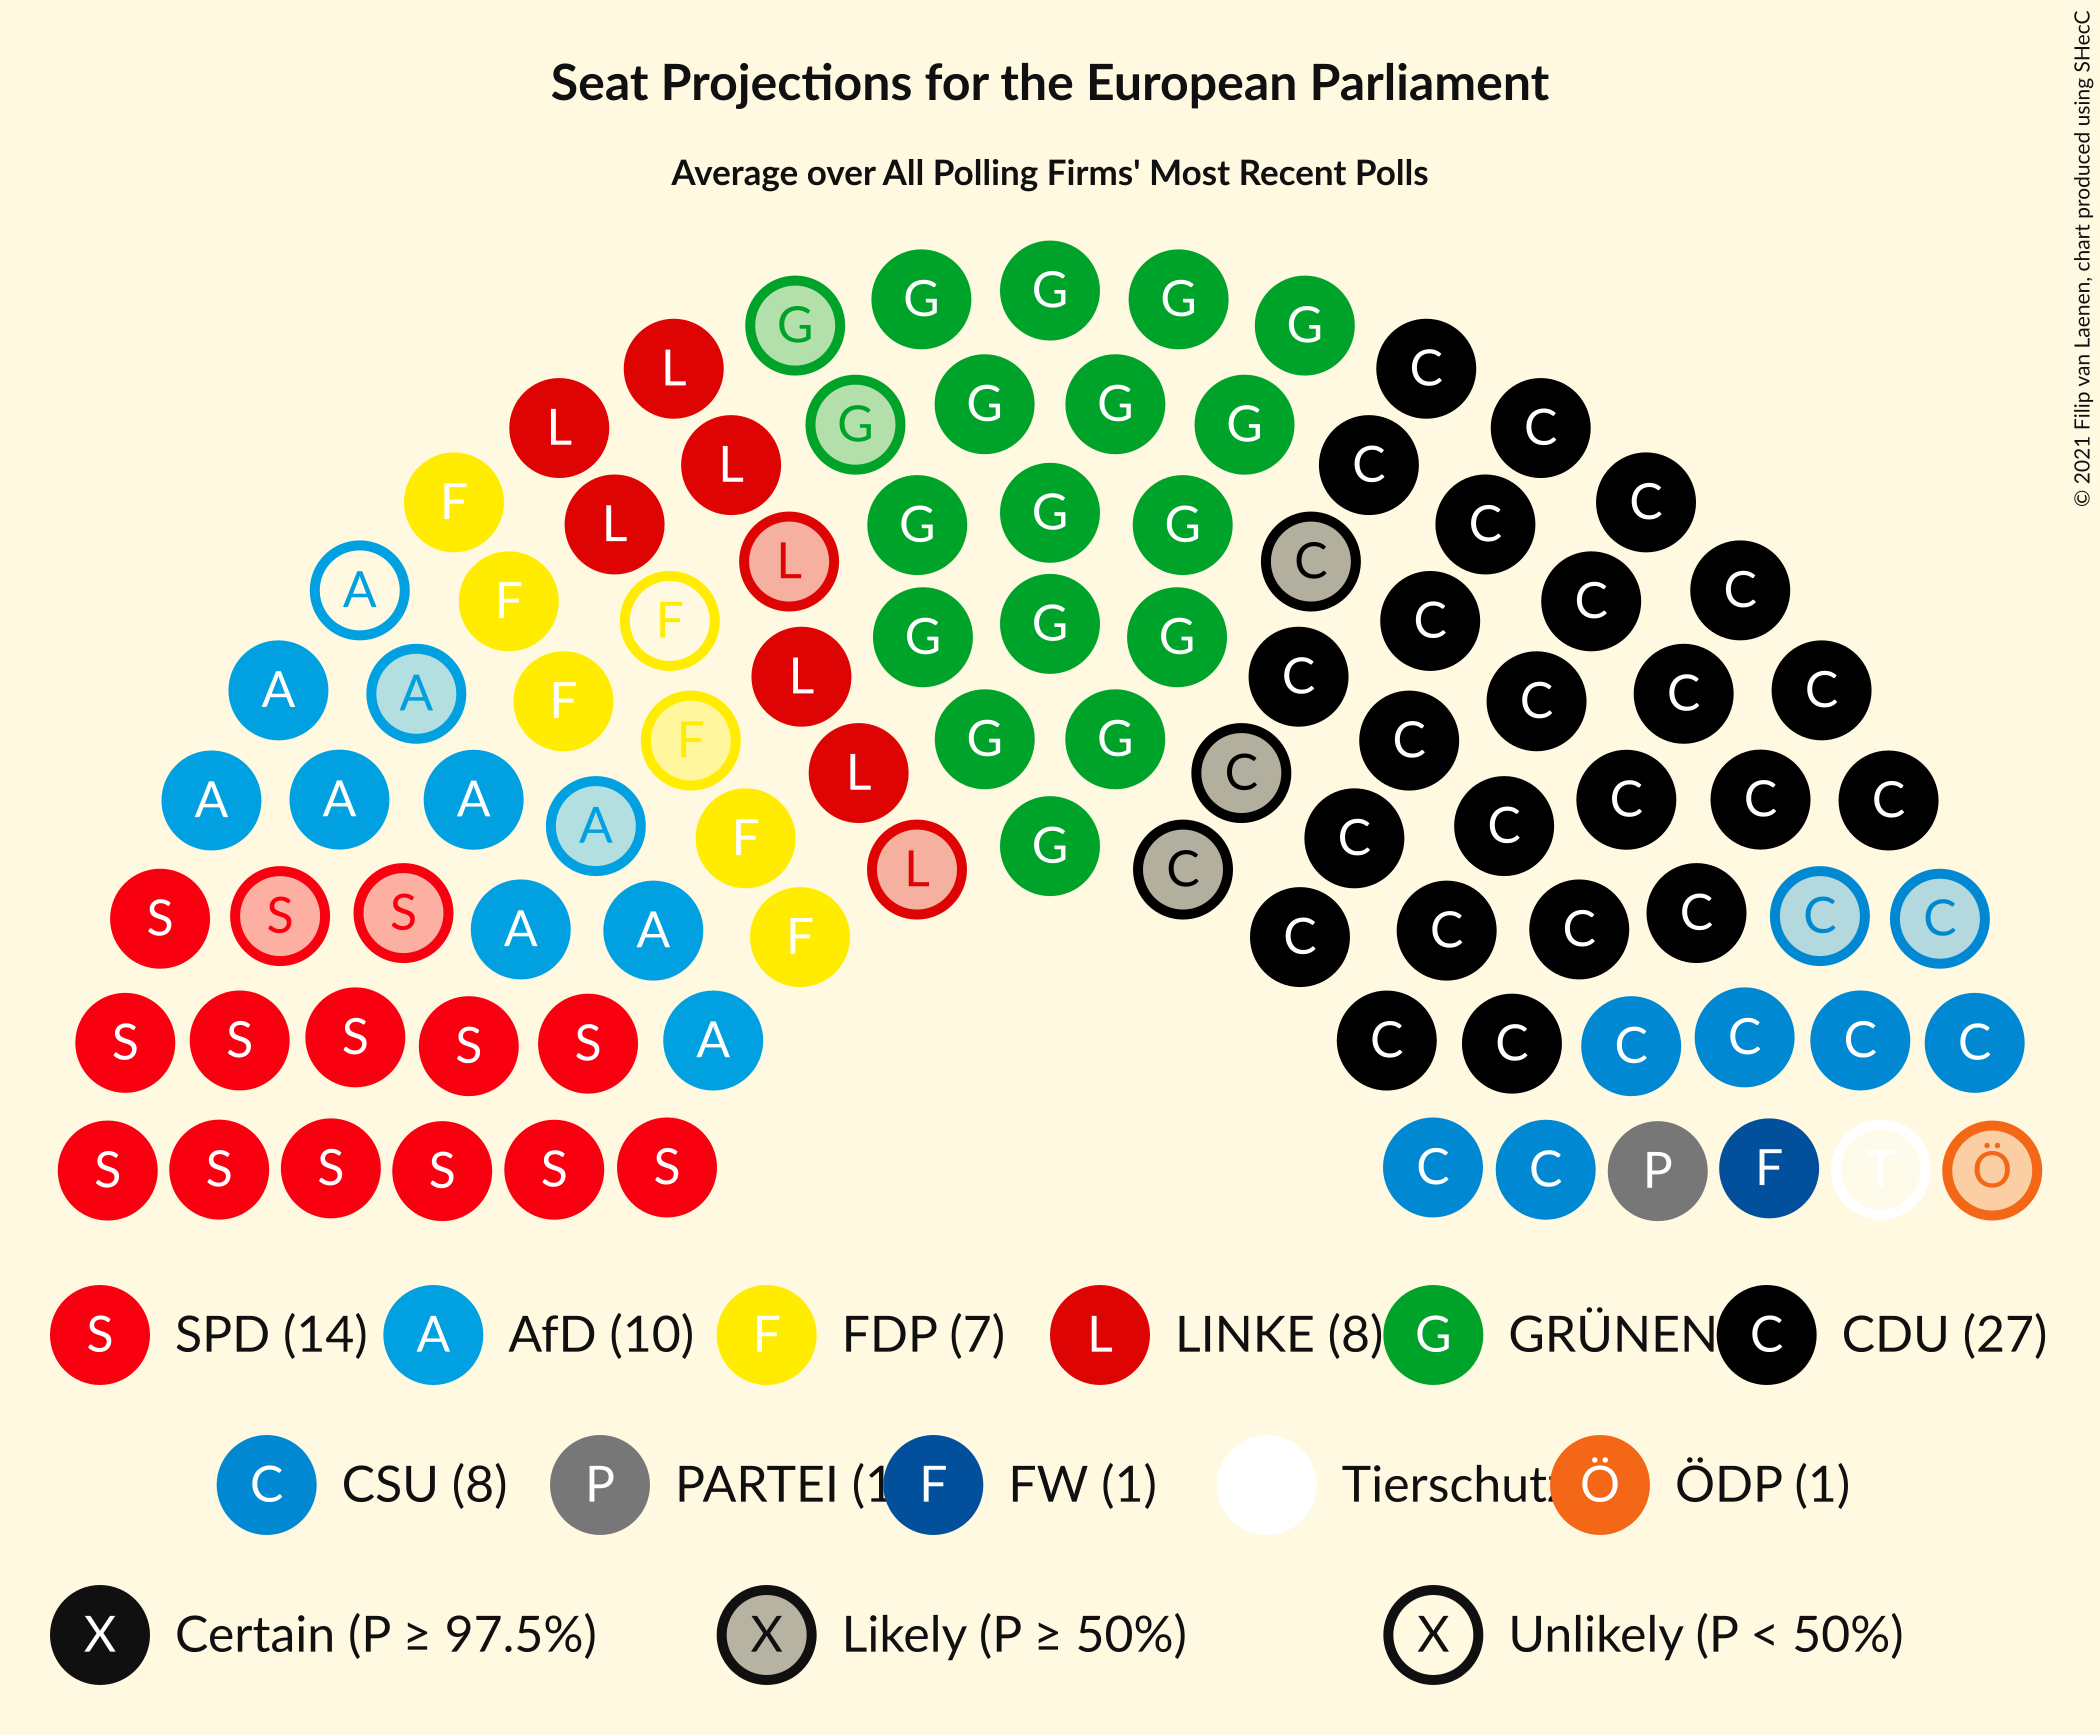 Seat Projections for the European Parliament
Average over All Polling Firms' Most Recent Polls
© 2021 Filip van Laenen, chart produced using SHecC
G G G G G
L G G G G C
L L G G G C C
F L L G G G C C C
A F F L G G G C C C C
A A F F L G G C C C C C
A A A A F L G C C C C C C
S S S A A F L C C C C C C C
S S S S S A C C C C C C
S S S S S S C C P F T Ö
S SPD (14) A AfD (10) F FDP (7) L LINKE (8) G GRÜNEN C CDU (27)
C CSU (8) P PARTEI (1 F FW (1) Tierschutz Ö ÖDP (1)
X Certain (P ≥ 97.5%) X Likely (P ≥ 50%) X Unlikely (P < 50%)